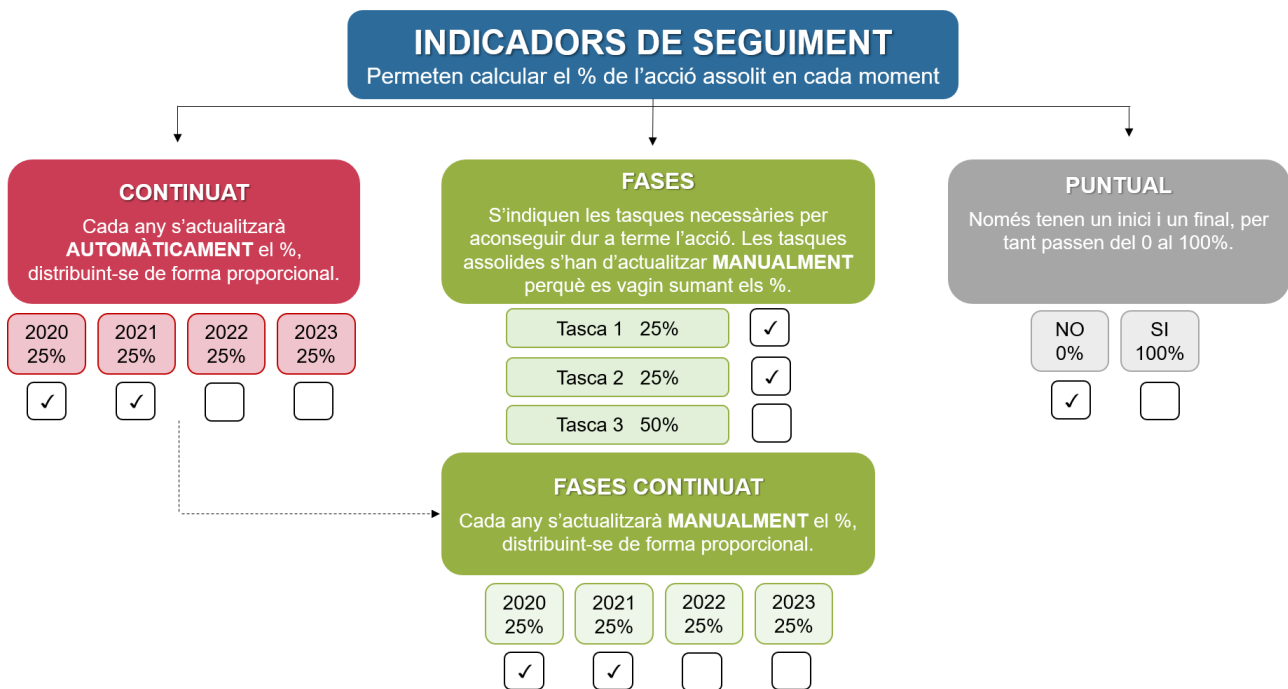 INDICADORS DE SEGUIMENT
Permeten calcular el % de l’acció assolit en cada moment
CONTINUAT
Cada any s’actualitzarà
AUTOMÀTICAMENT el %,
distribuint-se de forma proporcional.
2020
25%
2021
25%
2022
25%
2023
25%
✓
✓
FASES
S’indiquen les tasques necessàries per
aconseguir dur a terme l’acció. Les tasques
assolides s’han d’actualitzar MANUALMENT
perquè es vagin sumant els %.
Tasca 1 25% ✓
Tasca 2 25% ✓
Tasca 3 50%
FASES CONTINUAT
Cada any s’actualitzarà MANUALMENT el %,
distribuint-se de forma proporcional.
2020
25%
2021
25%
2022
25%
2023
25%
✓
✓
PUNTUAL
Només tenen un inici i un final, per
tant passen del 0 al 100%.
NO
0%
SI
100%
✓